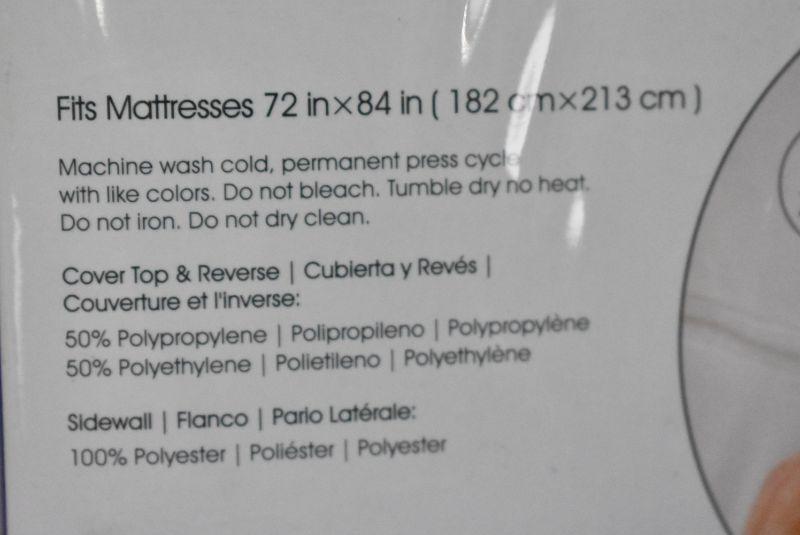 Fits Mattresses 72 in×84 in ( 182 cm×213 cm )
Machine wash cold, permanent press cycle
with like colors. Do not bleach. Tumble dry no heat.
Do not iron. Do not dry clean.
Cover Top & Reverse | Cubierta y Revés |
Couverture et l'inverse:
50% Polypropylene | Polipropileno | Polypropylène
50% Polyethylene | Polietileno | Polyethylène
Sidewall | Flanco | Pario Latérale:
100% Polyester | Poliéster | Polyester